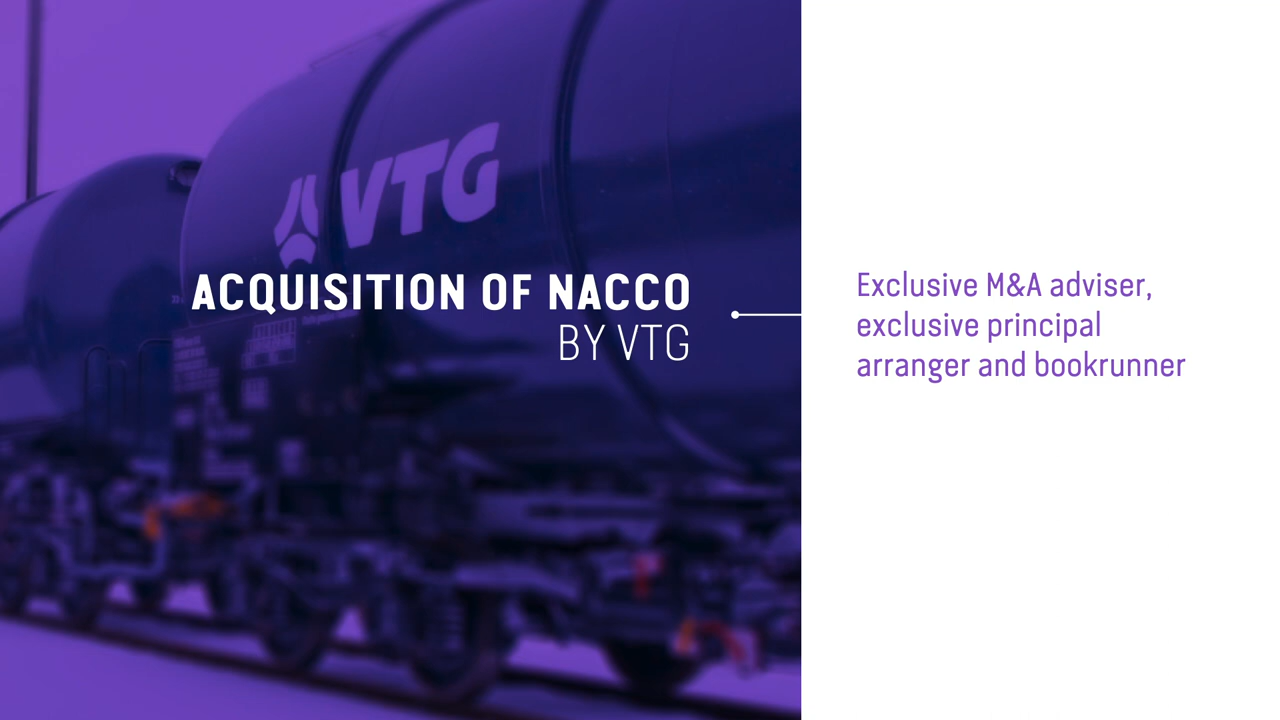 VTG
ACQUISITION OF NACCO
BY VTG
Exclusive M&A adviser,
exclusive principal
arranger and bookrunner